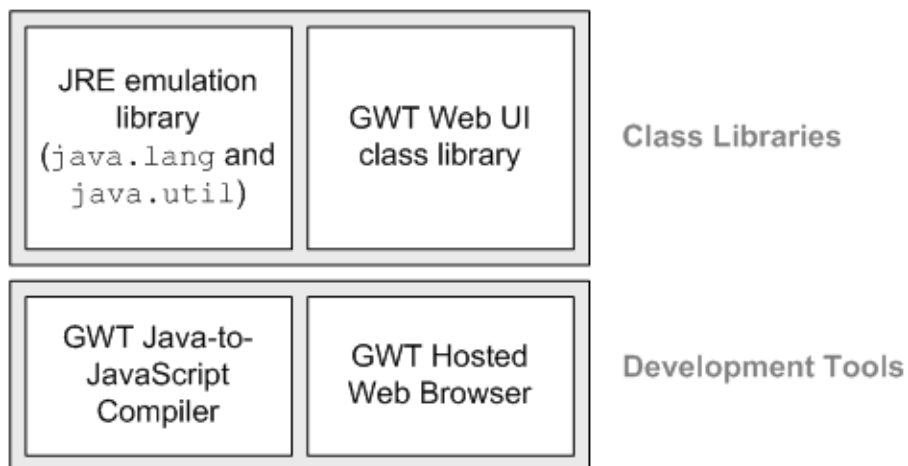 JRE emulation
library
(java.lang and
java.util)
GWT Web UI
class library
Class Libraries
GWT Java-to-
JavaScript
Compiler
GWT Hosted
Web Browser
Development Tools